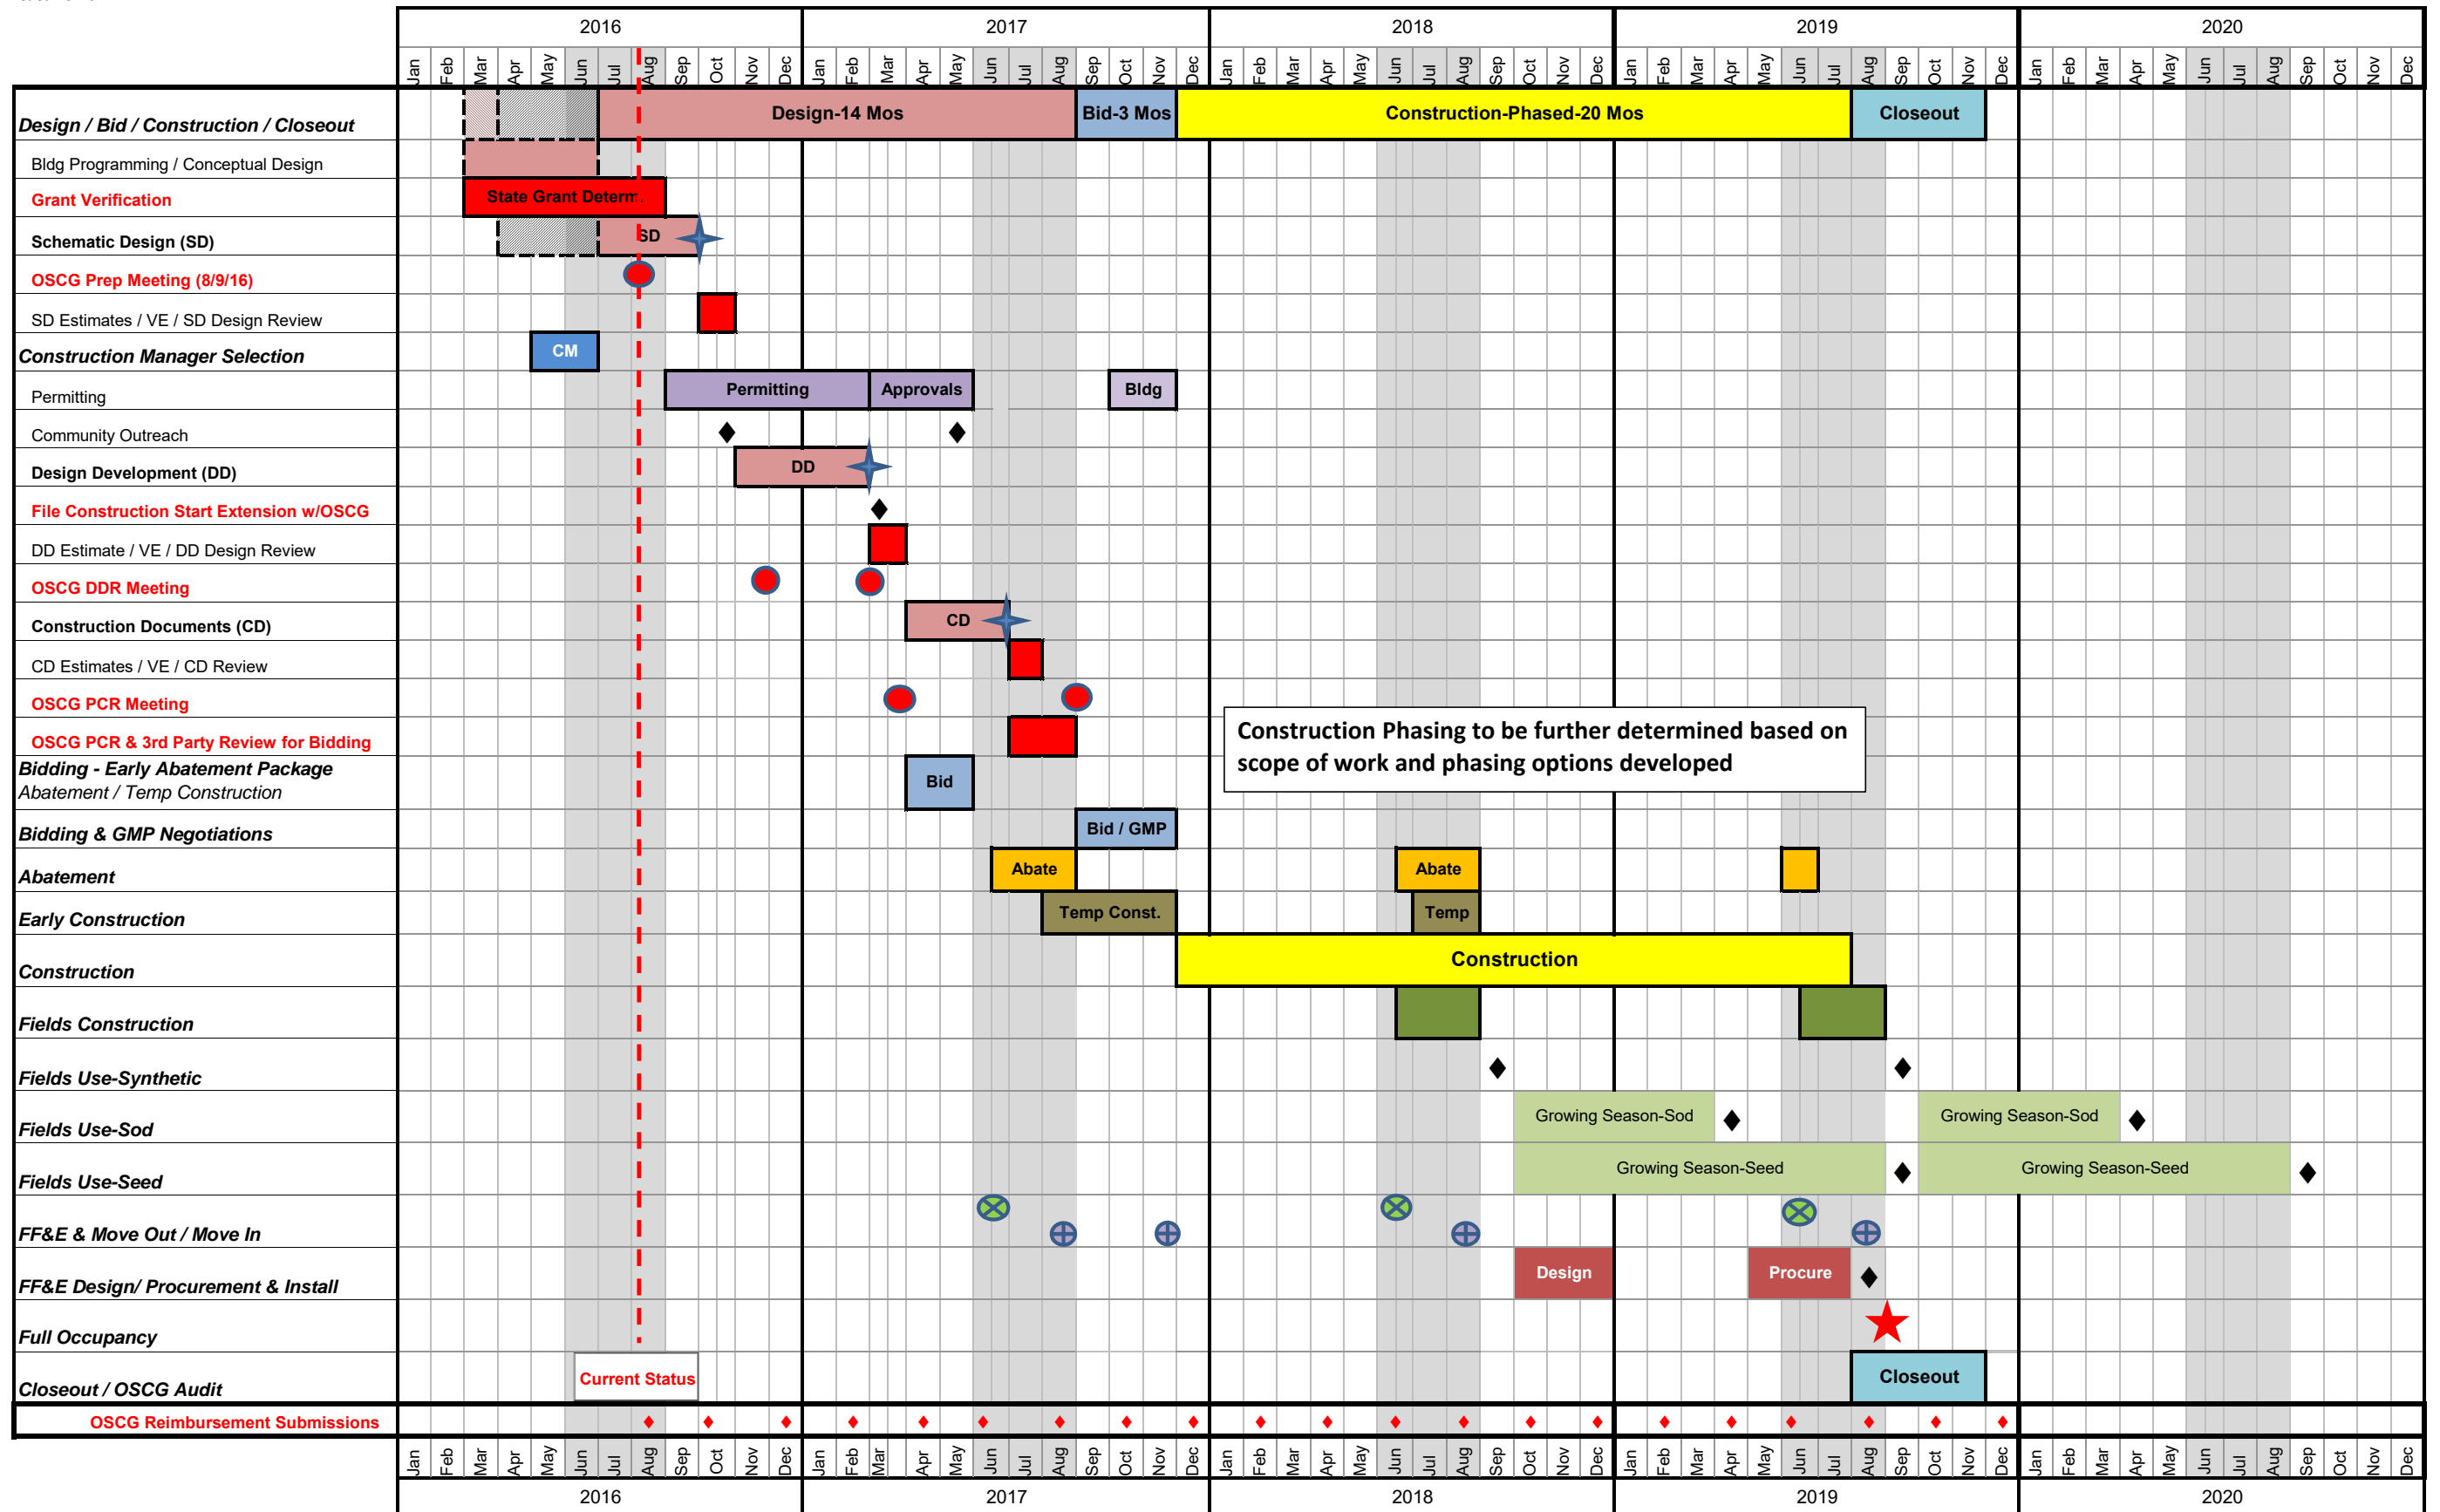 2016 2017 2018 2019 2020
Jan Feb Mar Apr May Jun Jul Aug Sep Oct Nov Dec Jan Feb Mar Apr May Jun Jul Aug Sep Oct Nov Dec Jan Feb Mar Apr May Jun Jul Aug Sep Oct Nov Dec Jan Feb Mar Apr May Jun Jul Aug Sep Oct Nov Dec Jan Feb Mar Apr May Jun Jul Aug Sep Oct Nov Dec
Design / Bid / Construction / Closeout Design-14 Mos Bid-3 Mos Construction-Phased-20 Mos Closeout
Bldg Programming / Conceptual Design
Grant Verification State Grant Determ.
Schematic Design (SD) SD
OSCG Prep Meeting (8/9/16)
SD Estimates / VE / SD Design Review
Construction Manager Selection CM
Permitting Permitting Approvals Bldg
Community Outreach
Design Development (DD) DD
File Construction Start Extension w/OSCG
DD Estimate / VE / DD Design Review
OSCG DDR Meeting
Construction Documents (CD) CD
CD Estimates / VE / CD Review
OSCG PCR Meeting
OSCG PCR & 3rd Party Review for Bidding
Construction Phasing to be further determined based on
scope of work and phasing options developed
Bidding - Early Abatement Package
Abatement / Temp Construction Bid
Bidding & GMP Negotiations Bid / GMP
Abatement Abate Abate
Early Construction Temp Const. Temp
Construction Construction
Fields Construction
Fields Use-Synthetic
Fields Use-Sod Growing Season-Sod Growing Season-Sod
Fields Use-Seed Growing Season-Seed Growing Season-Seed
FF&E & Move Out / Move In
FF&E Design/ Procurement & Install Design Procure
Full Occupancy
Closeout / OSCG Audit Current Status Closeout
OSCG Reimbursement Submissions
Jan Feb Mar Apr May Jun Jul Aug Sep Oct Nov Dec Jan Feb Mar Apr May Jun Jul Aug Sep Oct Nov Dec Jan Feb Mar Apr May Jun Jul Aug Sep Oct Nov Dec Jan Feb Mar Apr May Jun Jul Aug Sep Oct Nov Dec Jan Feb Mar Apr May Jun Jul Aug Sep Oct Nov Dec
2016 2017 2018 2019 2020